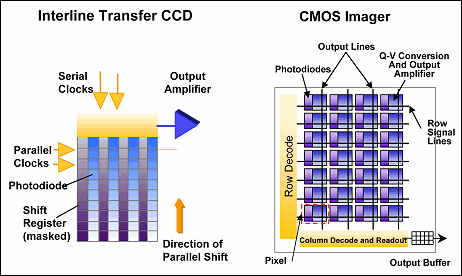 Interline Transfer CCD
Serial
Clocks
Output
Amplifier
Parallel
Clocks
Photodiode
Shift
Register
(masked)
Direction of
Parallel Shift
CMOS Imager
Output Lines
Q-V Conversion
And Output
Amplifier
Photodiodes
Row
Signal
Lines
Row Decode
Column Decode and Readout
Pixel
Output Buffer